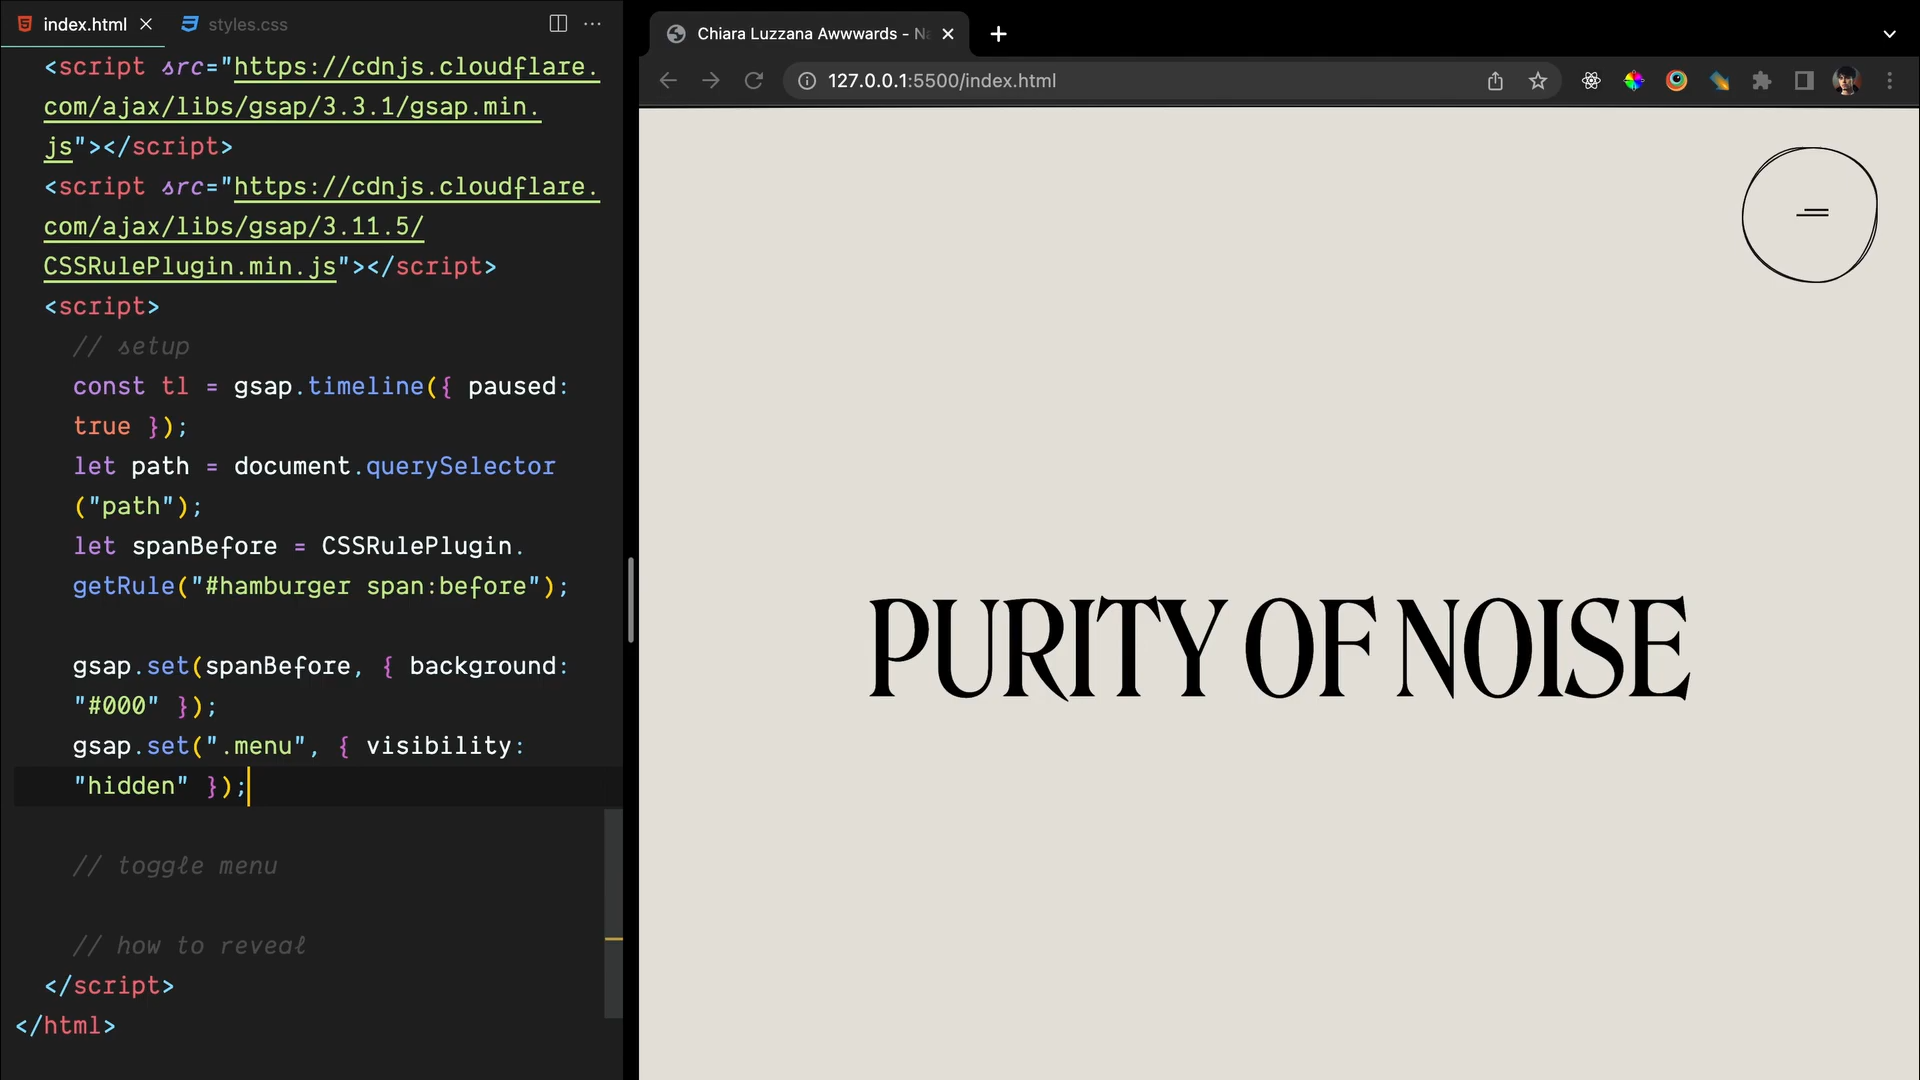 index.html
styles.css
<script src="https://cdnjs.cloudflare.
com/ajax/libs/gsap/3.3.1/gsap.min.
js"></script>
<script src="https://cdnjs.cloudflare.
com/ajax/libs/gsap/3.11.5/
CSSRulePlugin.min.js"></script>
<script>
// setup
const tl = gsap.timeline({ paused:
true });
let path = document.querySelector
("path");
let spanBefore = CSSRulePlugin.
getRule("#hamburger span:before");
gsap.set(spanBefore, { background:
"#000" });
gsap.set(".menu", { visibility:
"hidden" });
// toggle menu
// how to reveal
</script>
</html>
Chiara Luzzana Awwwards - Na
127.0.0.1:5500/index.html
PURITY OF NOISE